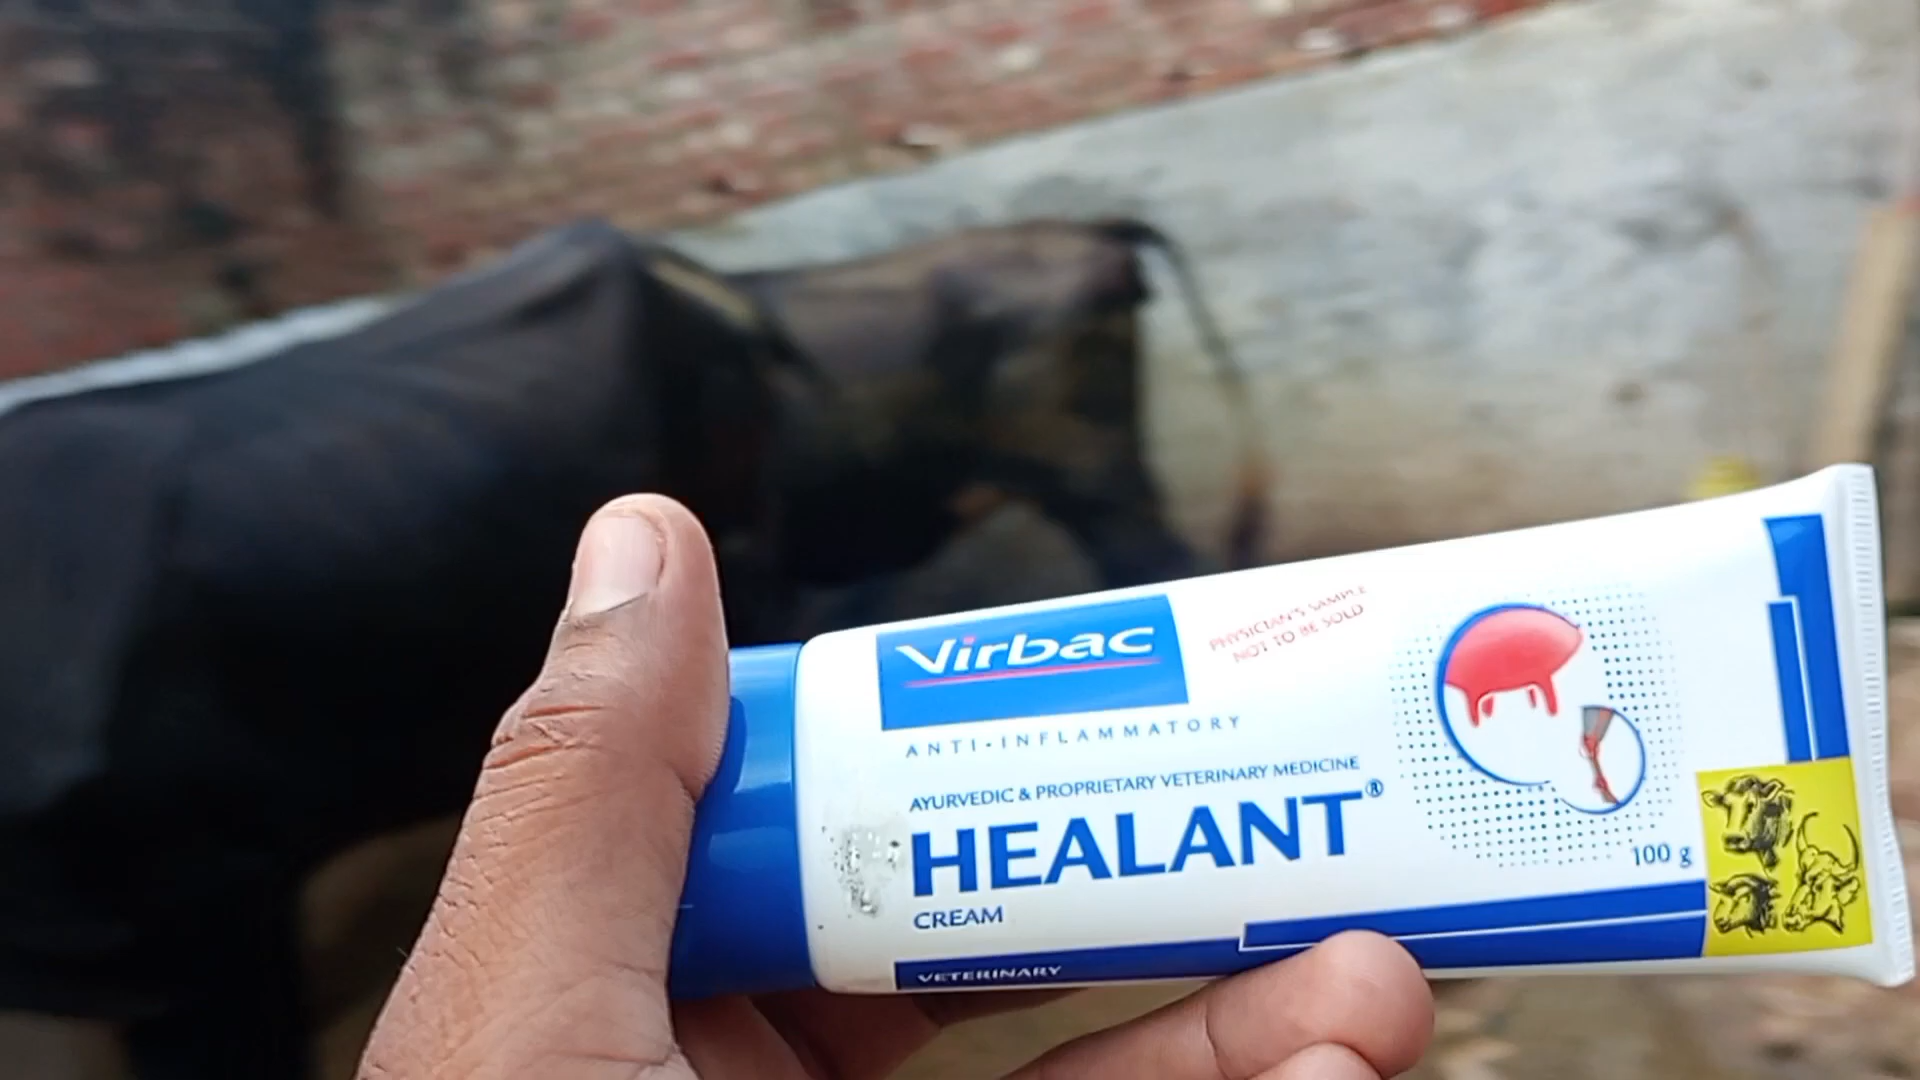 Virbac
PHYSICIAN'S SAMPLE
NOT TO BE SOLD
ANTI-INFLAMMATORY
AYURVEDIC & PROPRIETARY VETERINARY MEDICINE
HEALANT®
CREAM
100 g
VETERINARY